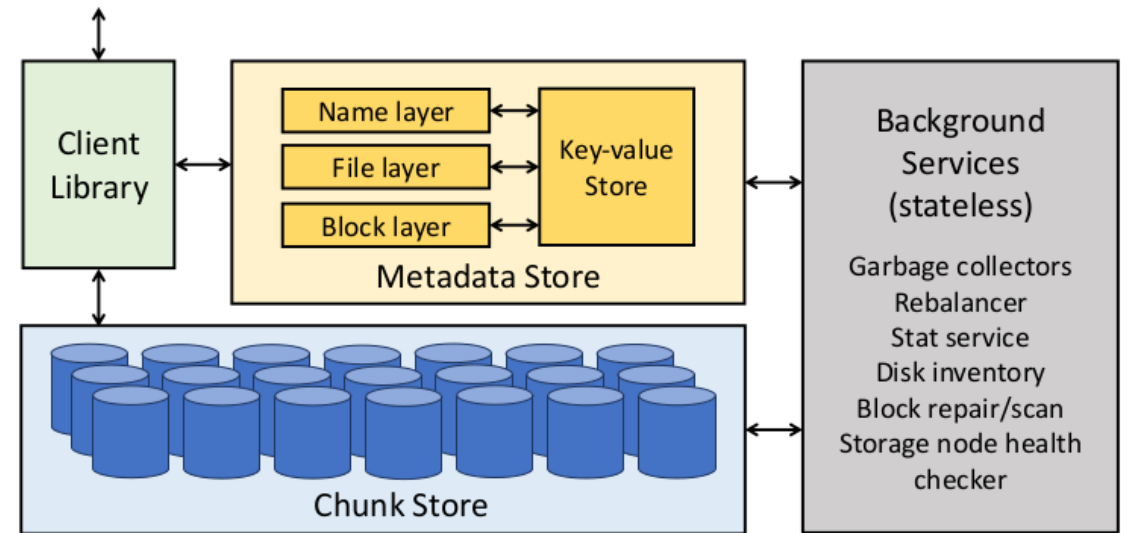 Client
Library
Name layer
File layer
Block layer
Key-value
Store
Metadata Store
Chunk Store
Background
Services
(stateless)
Garbage collectors
Rebalancer
Stat service
Disk inventory
Block repair/scan
Storage node health
checker